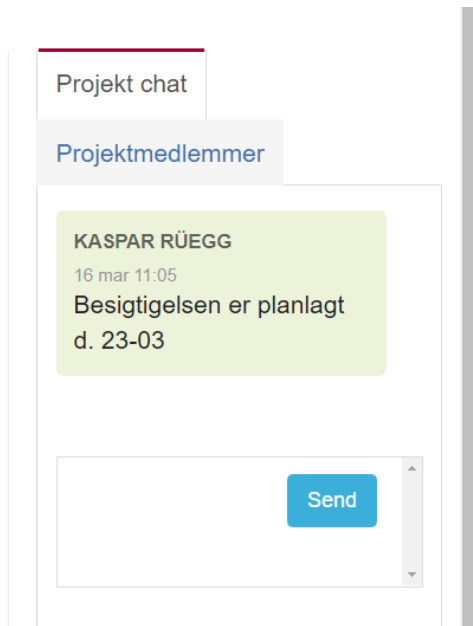 Projekt chat
Projektmedlemmer
KASPAR RÜEGG
16 mar 11:05
Besigtigelsen er planlagt
d. 23-03
Send